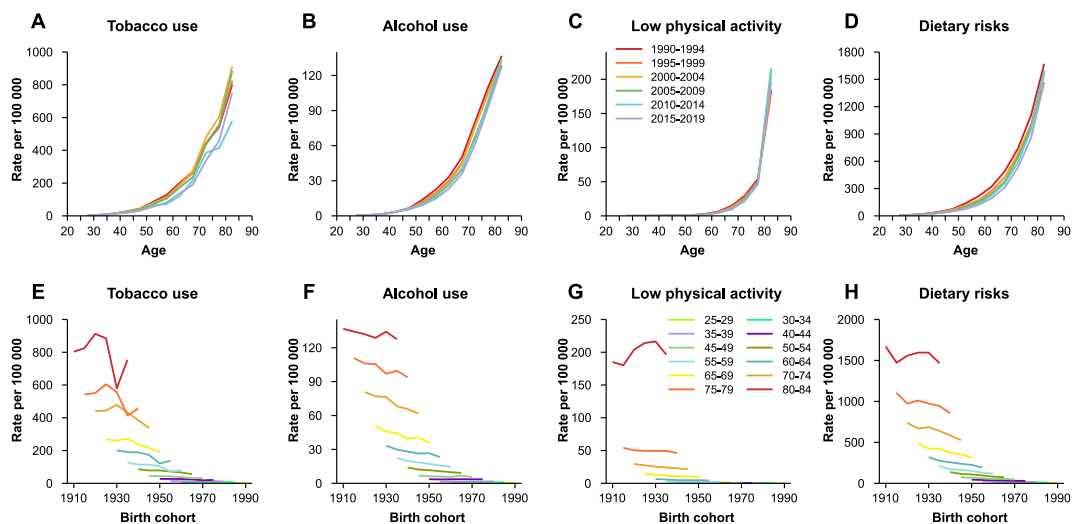 A Tobacco use
Rate per 100 000
1000
800
600
400
200
0
20 30 40 50 60 70 80 90
Age
B Alcohol use
Rate per 100 000
120
90
60
30
0
20 30 40 50 60 70 80 90
Age
C Low physical activity
Rate per 100 000
200
150
100
50
0
1990-1994
1995-1999
2000-2004
2005-2009
2010-2014
2015-2019
20 30 40 50 60 70 80 90
Age
D Dietary risks
Rate per 100 000
1800
1500
1200
900
600
300
0
20 30 40 50 60 70 80 90
Age
E Tobacco use
Rate per 100 000
1000
800
600
400
200
0
1910 1930 1950 1970 1990
Birth cohort
F Alcohol use
Rate per 100 000
120
90
60
30
0
1910 1930 1950 1970 1990
Birth cohort
G Low physical activity
Rate per 100 000
250
200
150
100
50
0
25-29 30-34
35-39 40-44
45-49 50-54
55-59 60-64
65-69 70-74
75-79 80-84
1910 1930 1950 1970 1990
Birth cohort
H Dietary risks
Rate per 100 000
2000
1500
1000
500
0
1910 1930 1950 1970 1990
Birth cohort